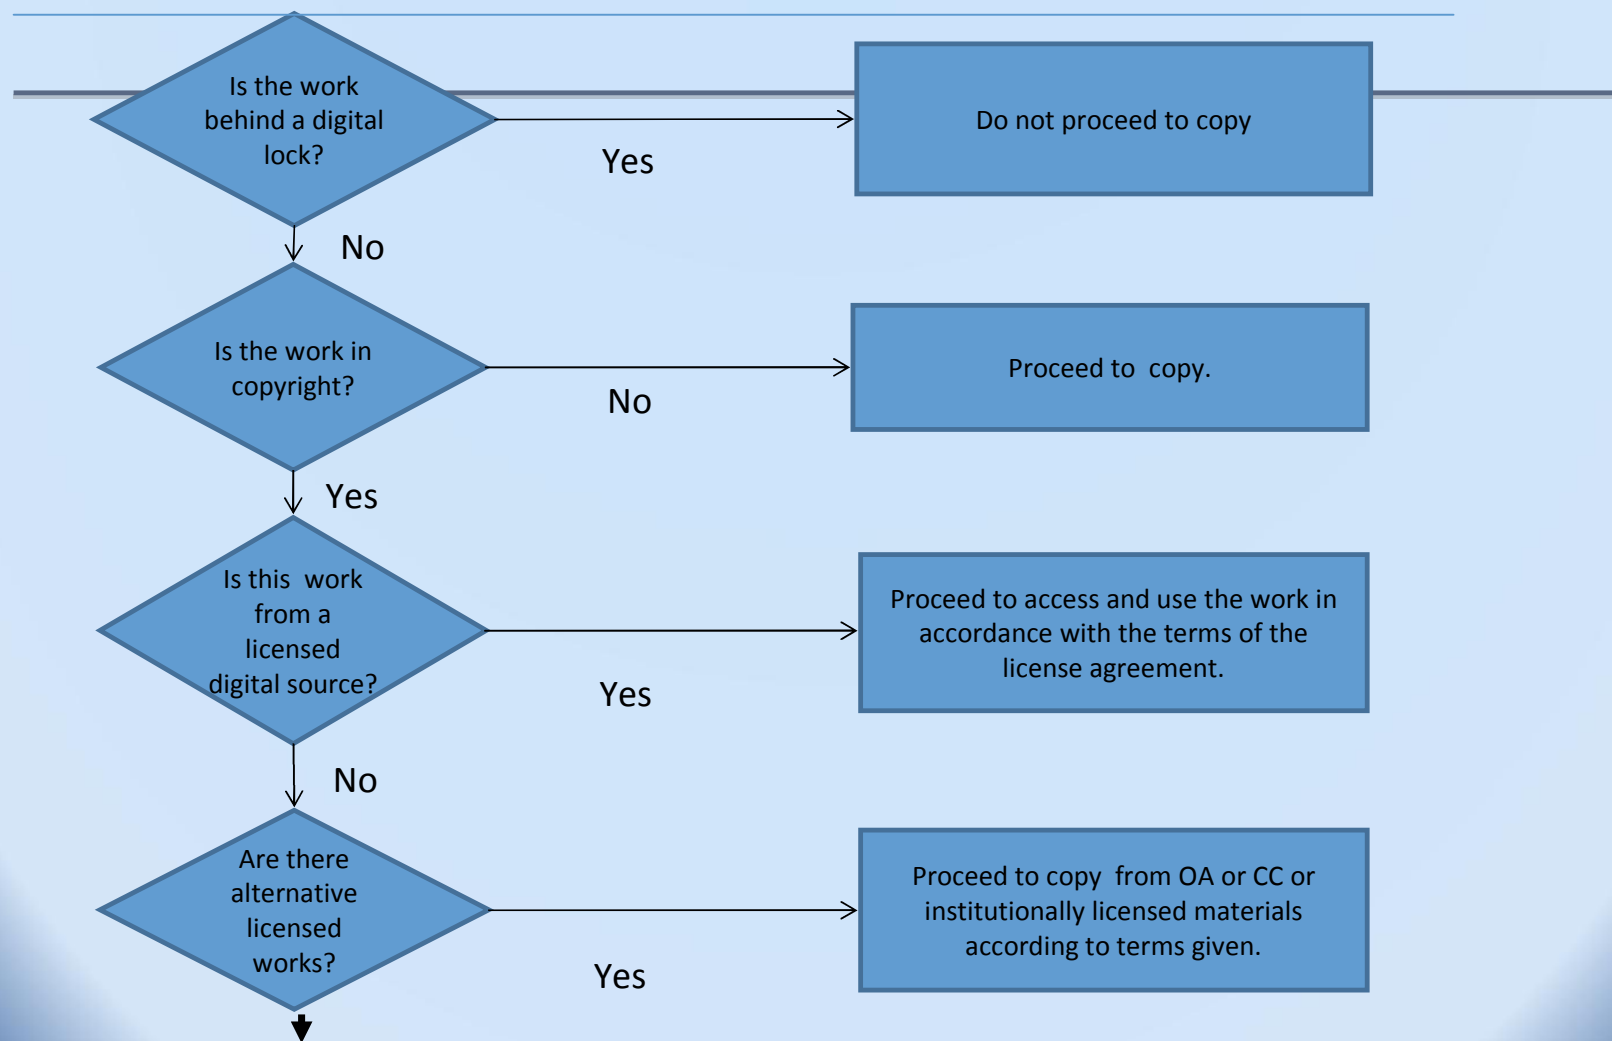 Is the work
behind a digital
lock?
Yes
Do not proceed to copy
No
Is the work in
copyright?
No
Proceed to  copy.
Yes
Is this  work
from a
licensed
digital source?
Yes
Proceed to access and use the work in
accordance with the terms of the
license agreement.
No
Are there
alternative
licensed
works?
Yes
Proceed to copy  from OA or CC or
institutionally licensed materials
according to terms given.